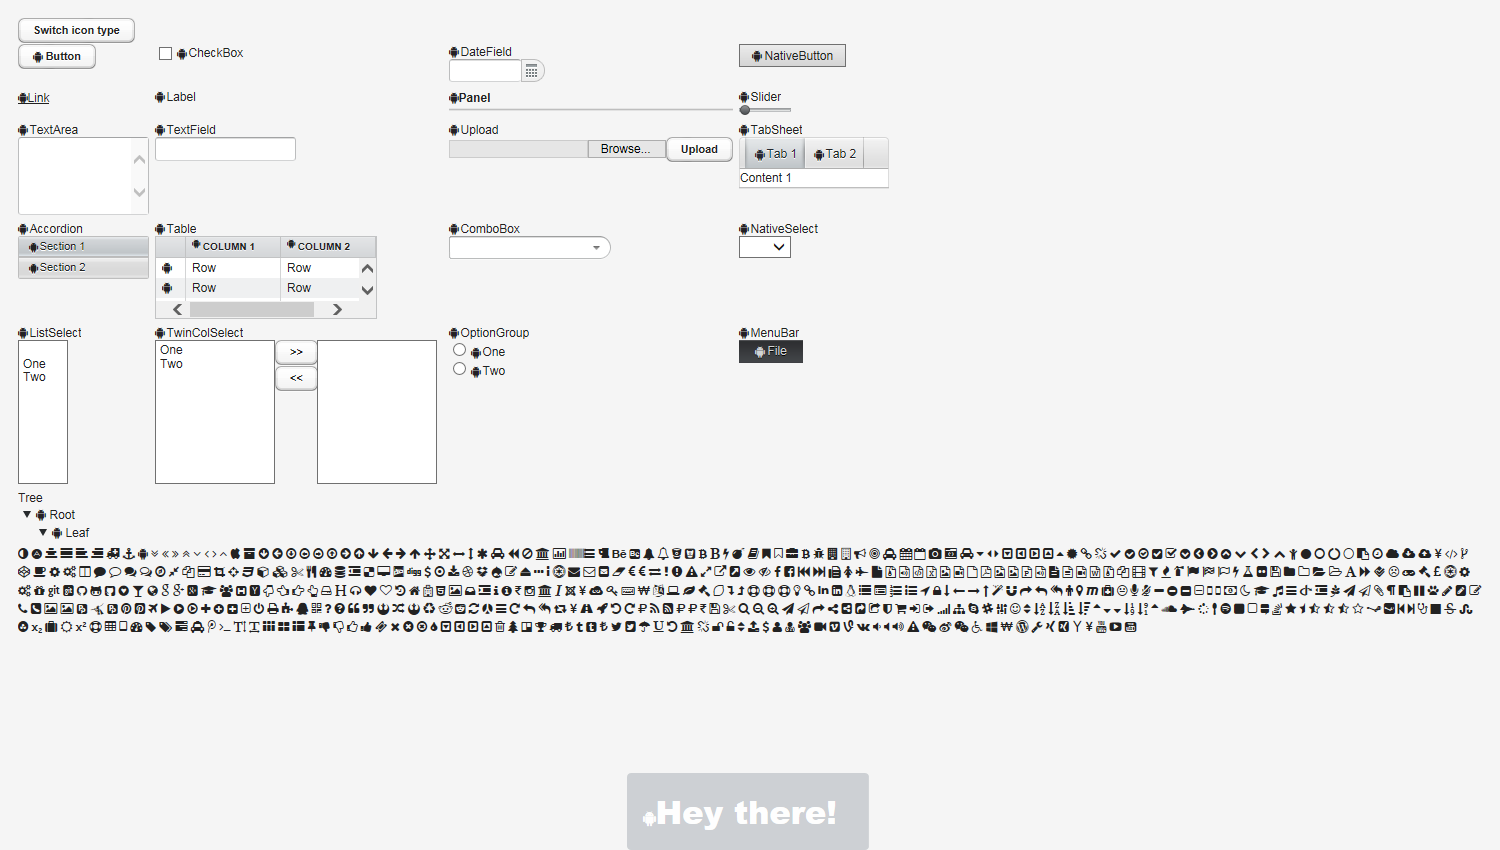 Switch icon type
Button
CheckBox
DateField
NativeButton
Link
Label
Panel
Slider
TextArea
TextField
Upload
Browse...
Upload
TabSheet
Tab 1
Tab 2
Content 1
Accordion
Section 1
Section 2
Table
COLUMN 1
COLUMN 2
Row
Row
Row
Row
ComboBox
NativeSelect
ListSelect
One
Two
TwinColSelect
One
Two
>>
<<
OptionGroup
One
Two
MenuBar
File
Tree
Root
Leaf
Hey there!